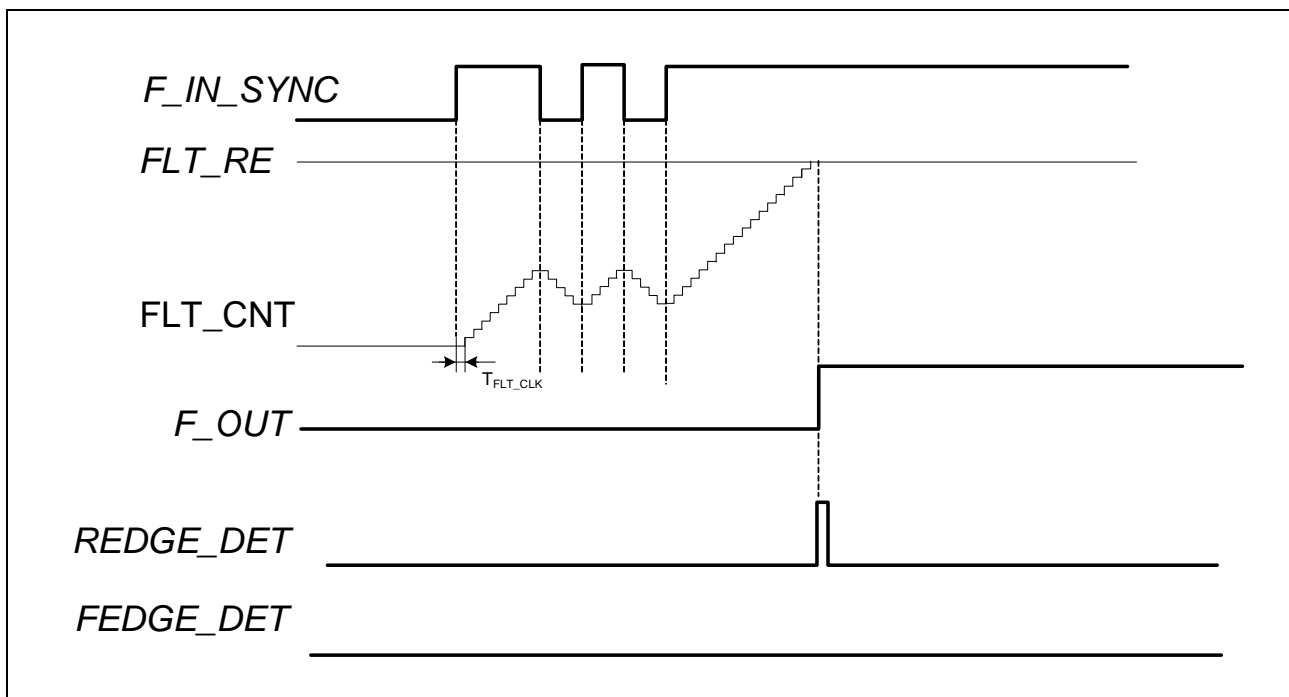 F_IN_SYNC
FLT_RE
FLT_CNT
TFLT_CLK
F_OUT
REDGE_DET
FEDGE_DET